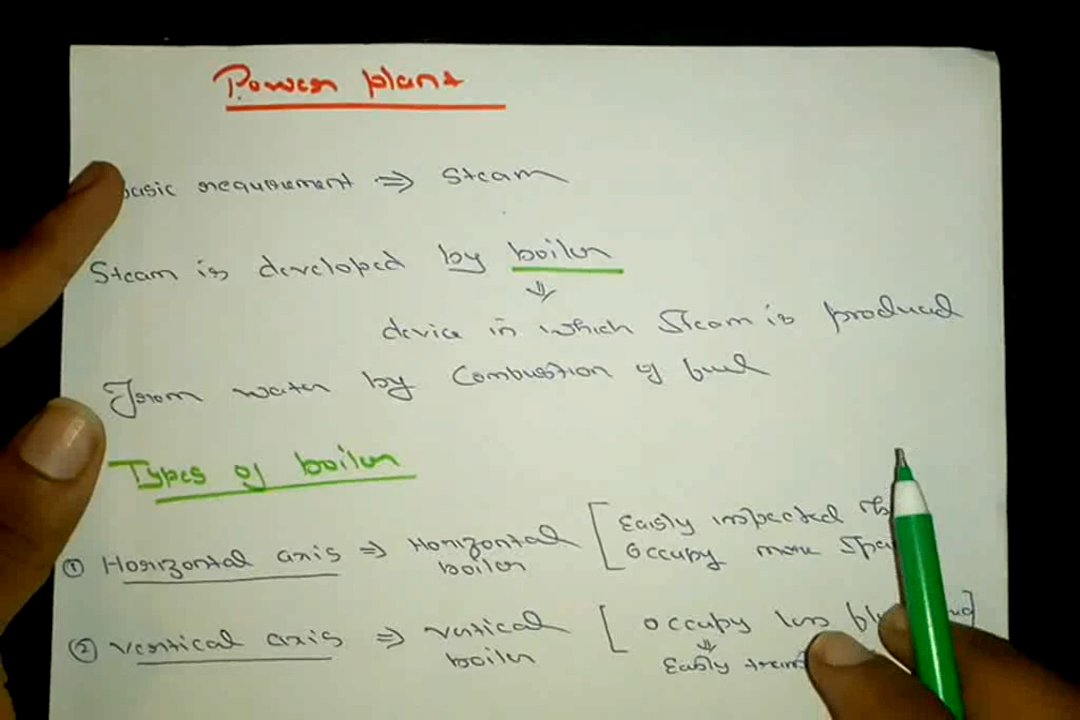 Power plant
basic requirement ⇒ Steam
Steam is developed by boiler
⇓
device in which Steam is produced
From water by Combustion of fuel
Types of boiler
① Horizontal axis ⇒ Horizontal boiler [ Easily inspected
Occupy more Spa
② Vertical axis ⇒ Vertical boiler [ Occupy less
⇓
Easily trans